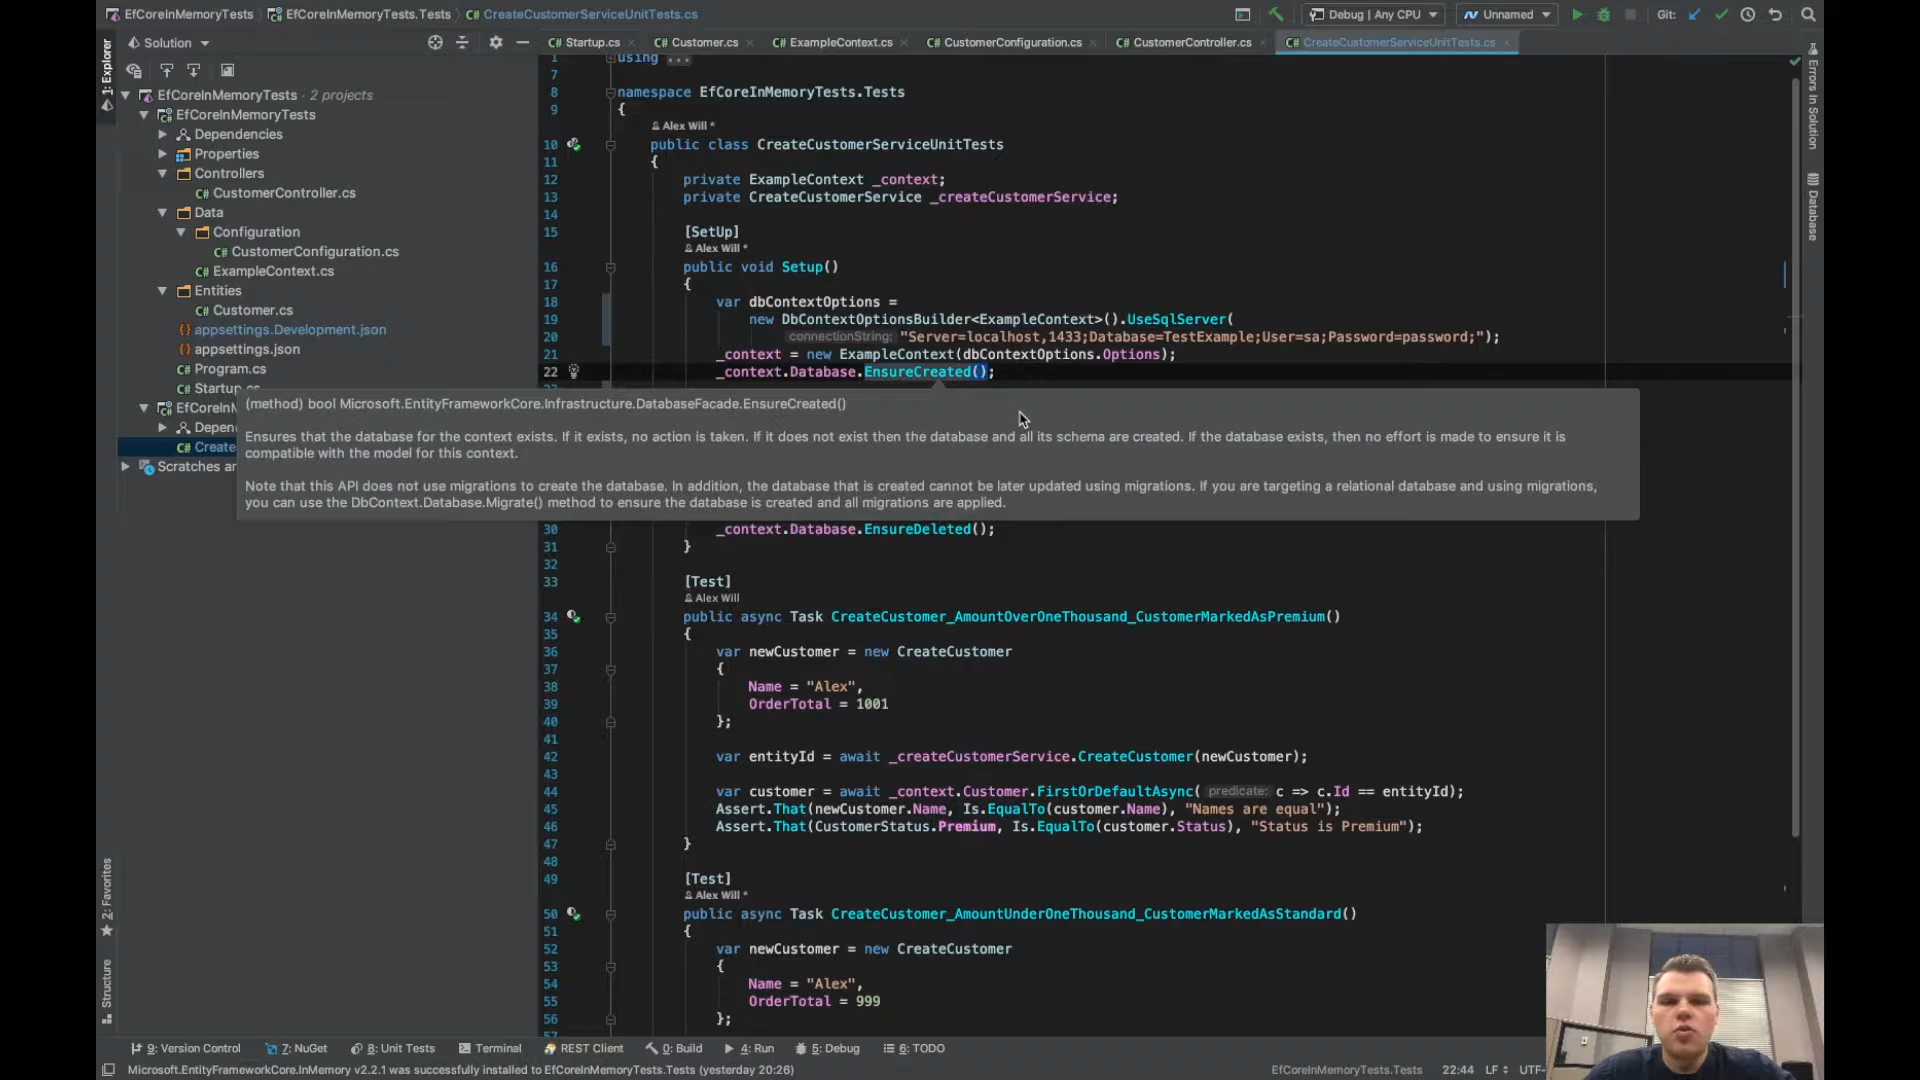 EfCoreInMemoryTests
EfCoreInMemoryTests.Tests
C# CreateCustomerServiceUnitTests.cs
Debug | Any CPU
Unnamed
Git:
Solution
C# Startup.cs
C# Customer.cs
C# ExampleContext.cs
C# CustomerConfiguration.cs
C# CustomerController.cs
C# CreateCustomerServiceUnitTests.cs
1: Explorer
EfCoreInMemoryTests · 2 projects
EfCoreInMemoryTests
Dependencies
Properties
Controllers
C# CustomerController.cs
Data
Configuration
C# CustomerConfiguration.cs
C# ExampleContext.cs
Entities
C# Customer.cs
appsettings.Development.json
appsettings.json
C# Program.cs
C# Startup.cs
EfCoreInM
Depen
C# Create
Scratches ar
1 using ...
7
8 namespace EfCoreInMemoryTests.Tests
9 {
Alex Will *
10 public class CreateCustomerServiceUnitTests
11 {
12 private ExampleContext _context;
13 private CreateCustomerService _createCustomerService;
14
15 [SetUp]
Alex Will *
16 public void Setup()
17 {
18 var dbContextOptions =
19 new DbContextOptionsBuilder<ExampleContext>().UseSqlServer(
20 connectionString: "Server=localhost,1433;Database=TestExample;User=sa;Password=password;");
21 _context = new ExampleContext(dbContextOptions.Options);
22 _context.Database.EnsureCreated();
(method) bool Microsoft.EntityFrameworkCore.Infrastructure.DatabaseFacade.EnsureCreated()
Ensures that the database for the context exists. If it exists, no action is taken. If it does not exist then the database and all its schema are created. If the database exists, then no effort is made to ensure it is
compatible with the model for this context.
Note that this API does not use migrations to create the database. In addition, the database that is created cannot be later updated using migrations. If you are targeting a relational database and using migrations,
you can use the DbContext.Database.Migrate() method to ensure the database is created and all migrations are applied.
30 _context.Database.EnsureDeleted();
31 }
32
33 [Test]
Alex Will
34 public async Task CreateCustomer_AmountOverOneThousand_CustomerMarkedAsPremium()
35 {
36 var newCustomer = new CreateCustomer
37 {
38 Name = "Alex",
39 OrderTotal = 1001
40 };
41
42 var entityId = await _createCustomerService.CreateCustomer(newCustomer);
43
44 var customer = await _context.Customer.FirstOrDefaultAsync( predicate: c => c.Id == entityId);
45 Assert.That(newCustomer.Name, Is.EqualTo(customer.Name), "Names are equal");
46 Assert.That(CustomerStatus.Premium, Is.EqualTo(customer.Status), "Status is Premium");
47 }
48
49 [Test]
Alex Will *
50 public async Task CreateCustomer_AmountUnderOneThousand_CustomerMarkedAsStandard()
51 {
52 var newCustomer = new CreateCustomer
53 {
54 Name = "Alex",
55 OrderTotal = 999
56 };
Errors In Solution
Database
2: Favorites
Structure
9: Version Control
7: NuGet
8: Unit Tests
Terminal
REST Client
0: Build
4: Run
5: Debug
6: TODO
Microsoft.EntityFrameworkCore.InMemory v2.2.1 was successfully installed to EfCoreInMemoryTests.Tests (yesterday 20:26)
EfCoreInMemoryTests.Tests
22:44
LF
UTF-